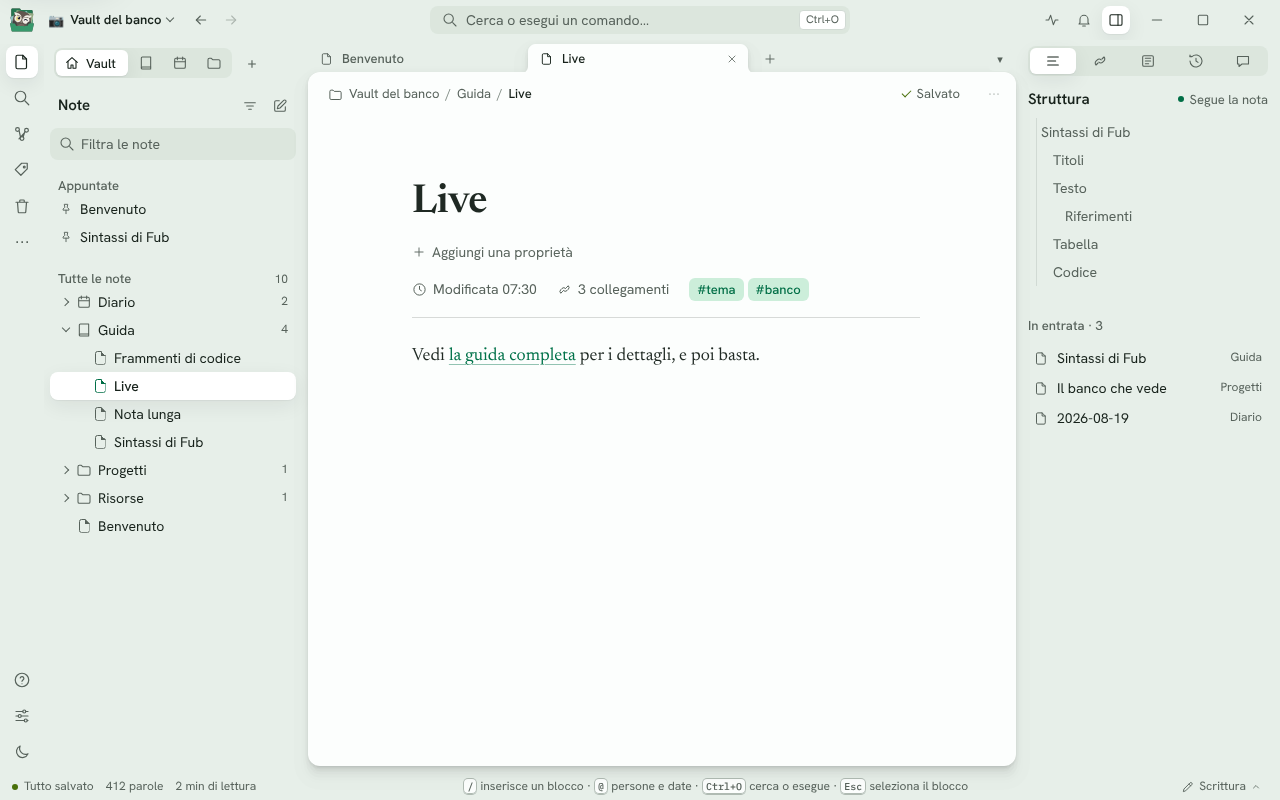 Vault del banco
Cerca o esegui un comando…
Ctrl+O
Vault
Note
Filtra le note
Appuntate
Benvenuto
Sintassi di Fub
Tutte le note 10
Diario 2
Guida 4
Frammenti di codice
Live
Nota lunga
Sintassi di Fub
Progetti 1
Risorse 1
Benvenuto
Benvenuto
Live
Vault del banco / Guida / Live
Salvato
Live
Aggiungi una proprietà
Modificata 07:30 3 collegamenti #tema #banco
Vedi la guida completa per i dettagli, e poi basta.
Struttura
Segue la nota
Sintassi di Fub
Titoli
Testo
Riferimenti
Tabella
Codice
In entrata · 3
Sintassi di Fub Guida
Il banco che vede Progetti
2026-08-19 Diario
Tutto salvato 412 parole 2 min di lettura
/ inserisce un blocco · @ persone e date · Ctrl+O cerca o esegue · Esc seleziona il blocco
Scrittura